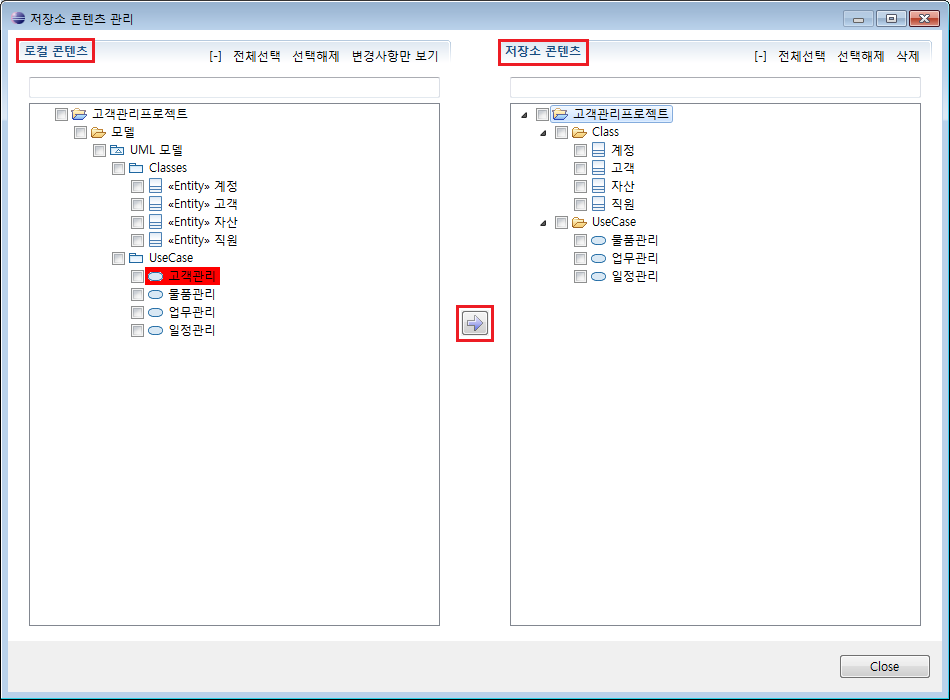 저장소 콘텐츠 관리
로컬 콘텐츠
[-] 전체선택 선택해제 변경사항만 보기
고객관리프로젝트
모델
UML 모델
Classes
«Entity» 계정
«Entity» 고객
«Entity» 자산
«Entity» 직원
UseCase
고객관리
물품관리
업무관리
일정관리
저장소 콘텐츠
[-] 전체선택 선택해제 삭제
고객관리프로젝트
Class
계정
고객
자산
직원
UseCase
물품관리
업무관리
일정관리
Close